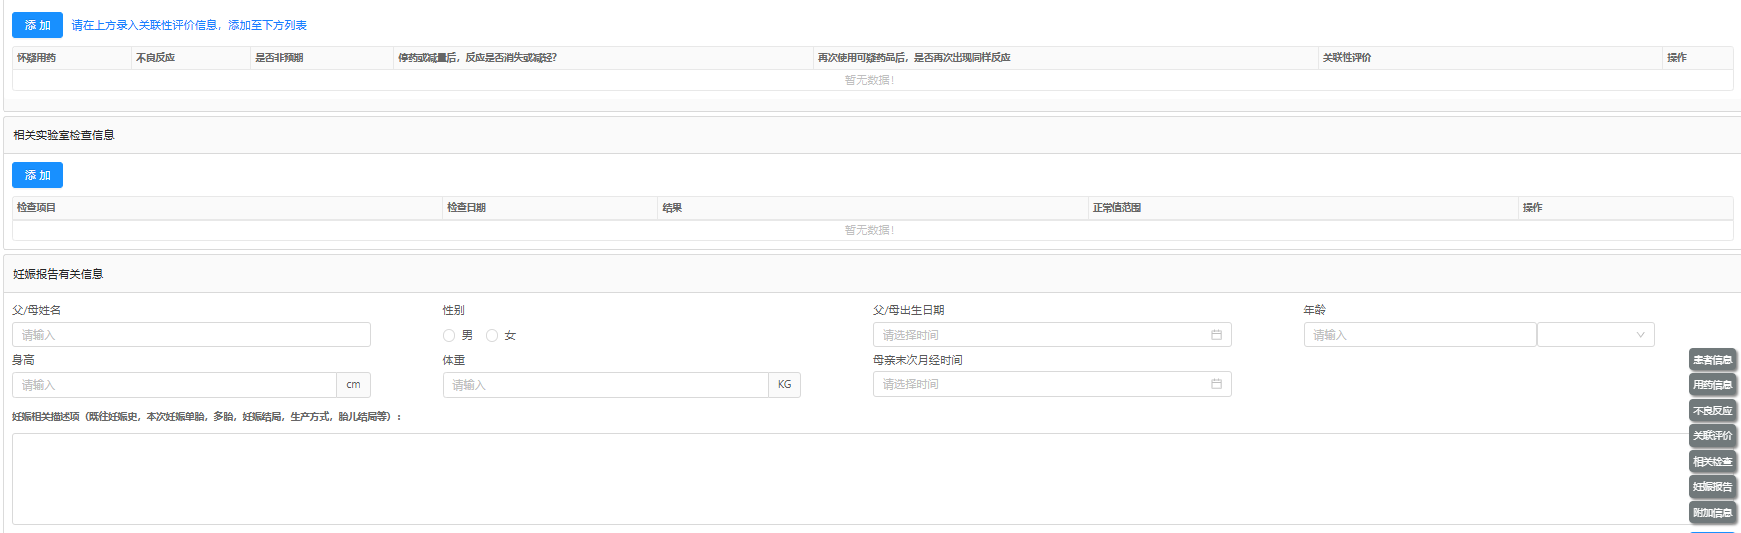 添 加 请在上方录入关联性评价信息，添加至下方列表
怀疑用药 不良反应 是否非预期 停药或减量后，反应是否消失或减轻？ 再次使用可疑药品后，是否再次出现同样反应 关联性评价 操作
暂无数据！
相关实验室检查信息
添 加
检查项目 检查日期 结果 正常值范围 操作
暂无数据！
妊娠报告有关信息
父/母姓名 性别 父/母出生日期 年龄
请输入 男 女 请选择时间 请输入
身高 体重 母亲末次月经时间
请输入 cm 请输入 KG 请选择时间
妊娠相关描述项（既往妊娠史，本次妊娠单胎，多胎，妊娠结局，生产方式，胎儿结局等）：
患者信息
用药信息
不良反应
关联评价
相关检查
妊娠报告
附加信息